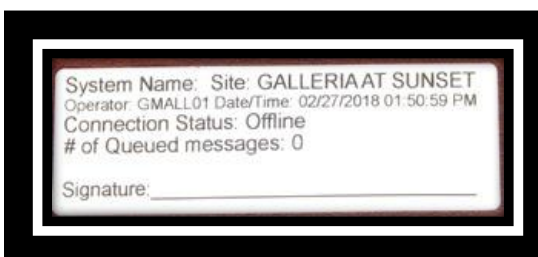 System Name: Site: GALLERIA AT SUNSET
Operator: GMALL01 Date/Time: 02/27/2018 01:50:59 PM
Connection Status: Offline
# of Queued messages: 0
Signature: